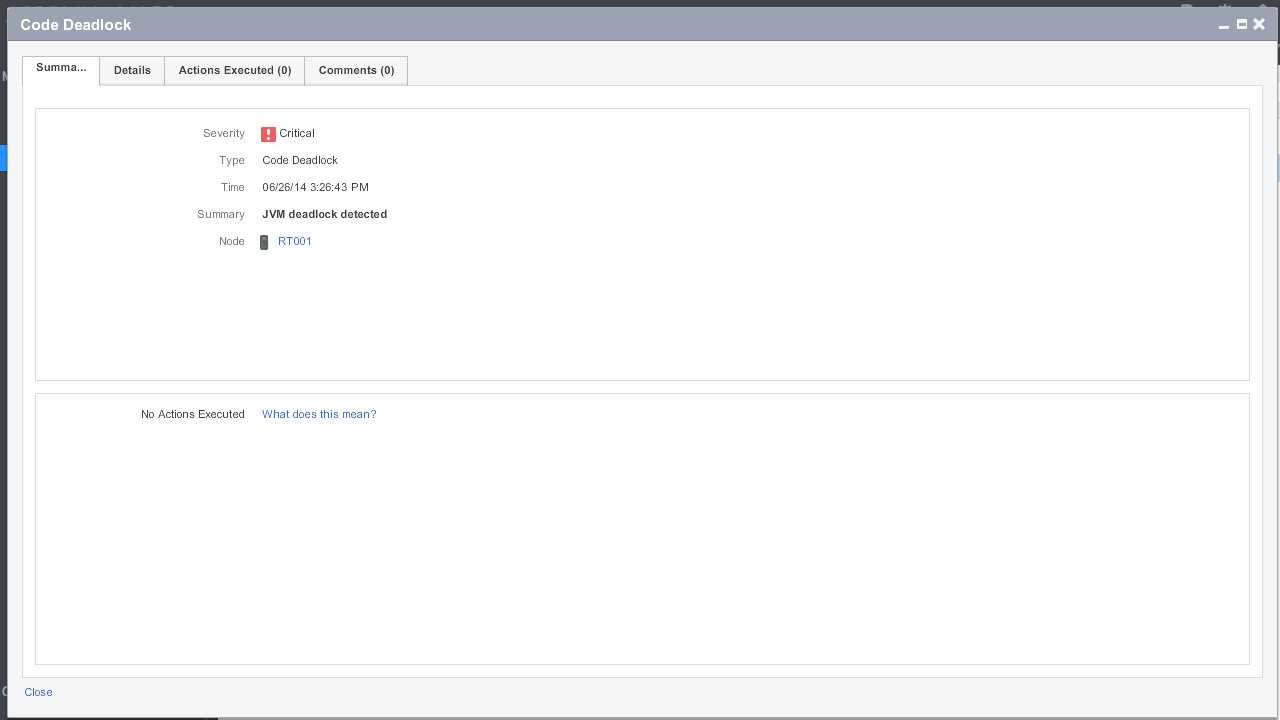 Code Deadlock
Summa...
Details
Actions Executed (0)
Comments (0)
Severity Critical
Type Code Deadlock
Time 06/26/14 3:26:43 PM
Summary JVM deadlock detected
Node RT001
No Actions Executed What does this mean?
Close